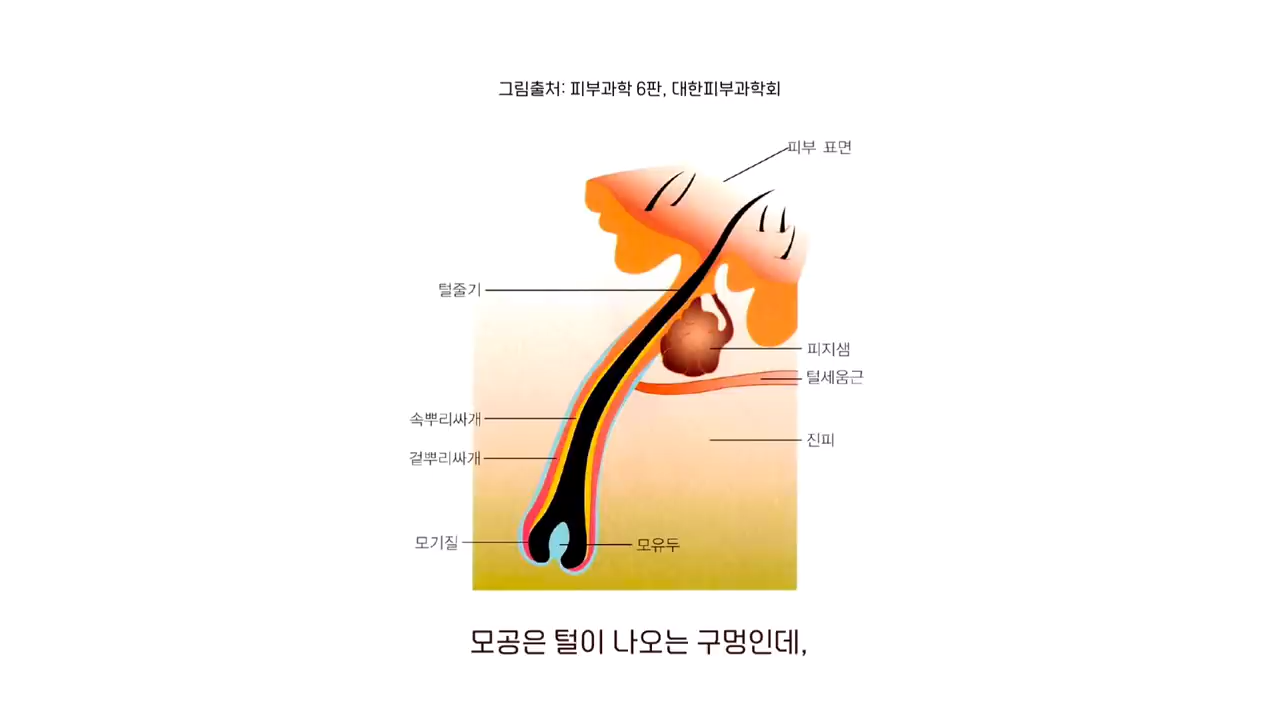 그림출처: 피부과학 6판, 대한피부과학회
피부 표면
털줄기
피지샘
털세움근
속뿌리싸개
진피
겉뿌리싸개
모기질
모유두
모공은 털이 나오는 구멍인데,